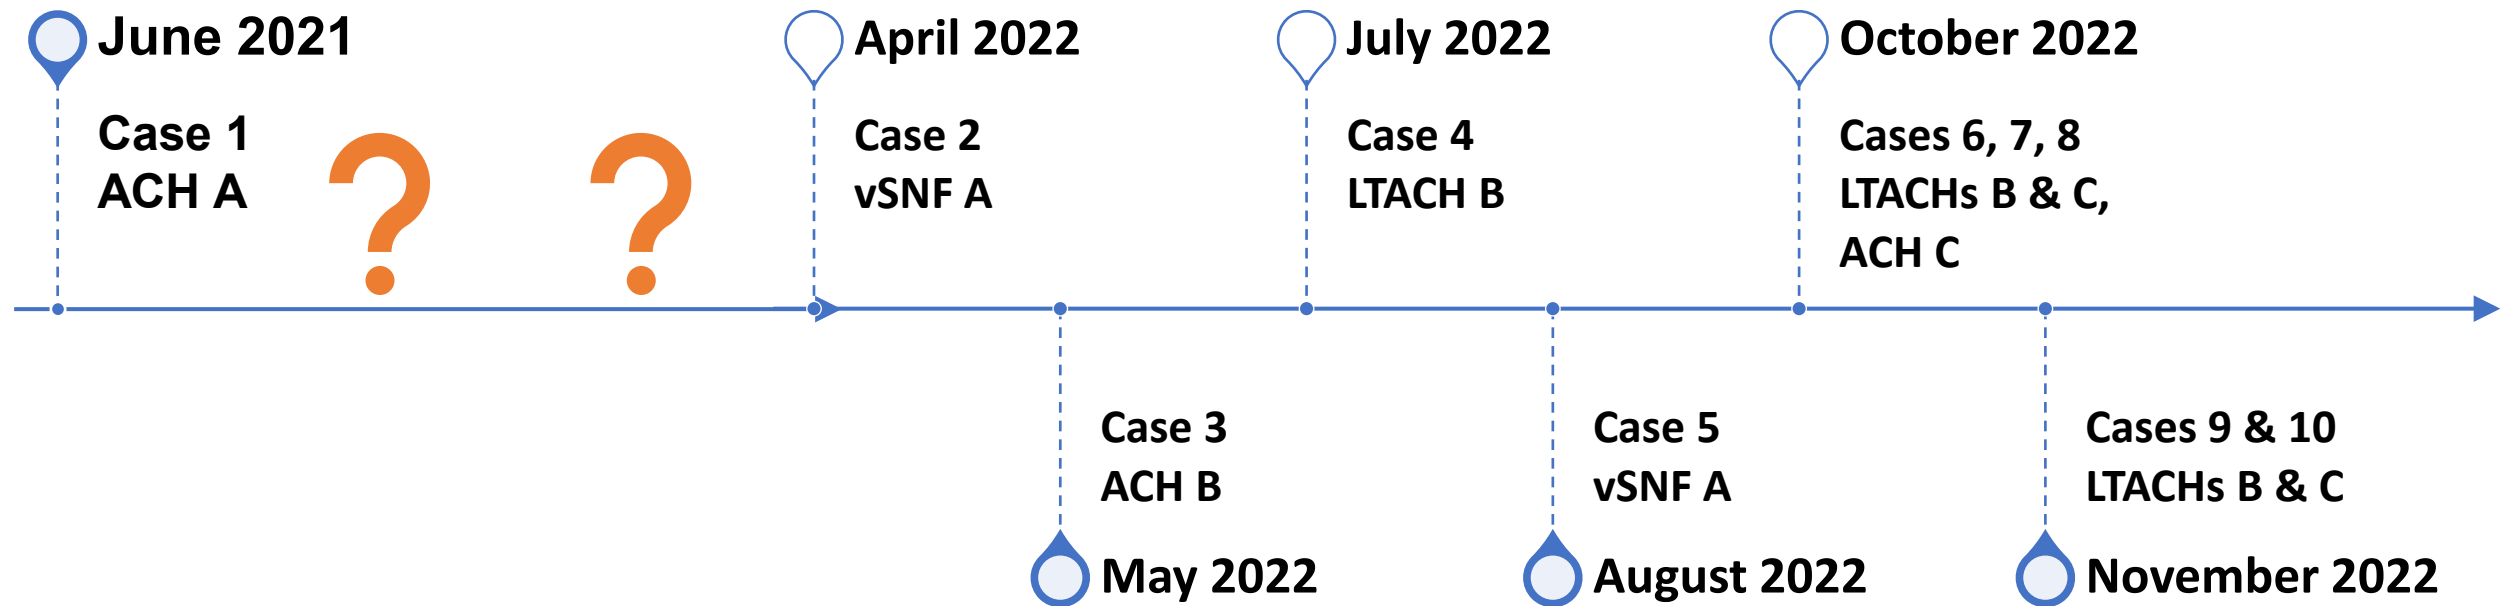 June 2021
Case 1
ACH A
?
?
April 2022
Case 2
vSNF A
July 2022
Case 4
LTACH B
October 2022
Cases 6, 7, 8
LTACHs B & C,
ACH C
Case 3
ACH B
May 2022
Case 5
vSNF A
August 2022
Cases 9 & 10
LTACHs B & C
November 2022